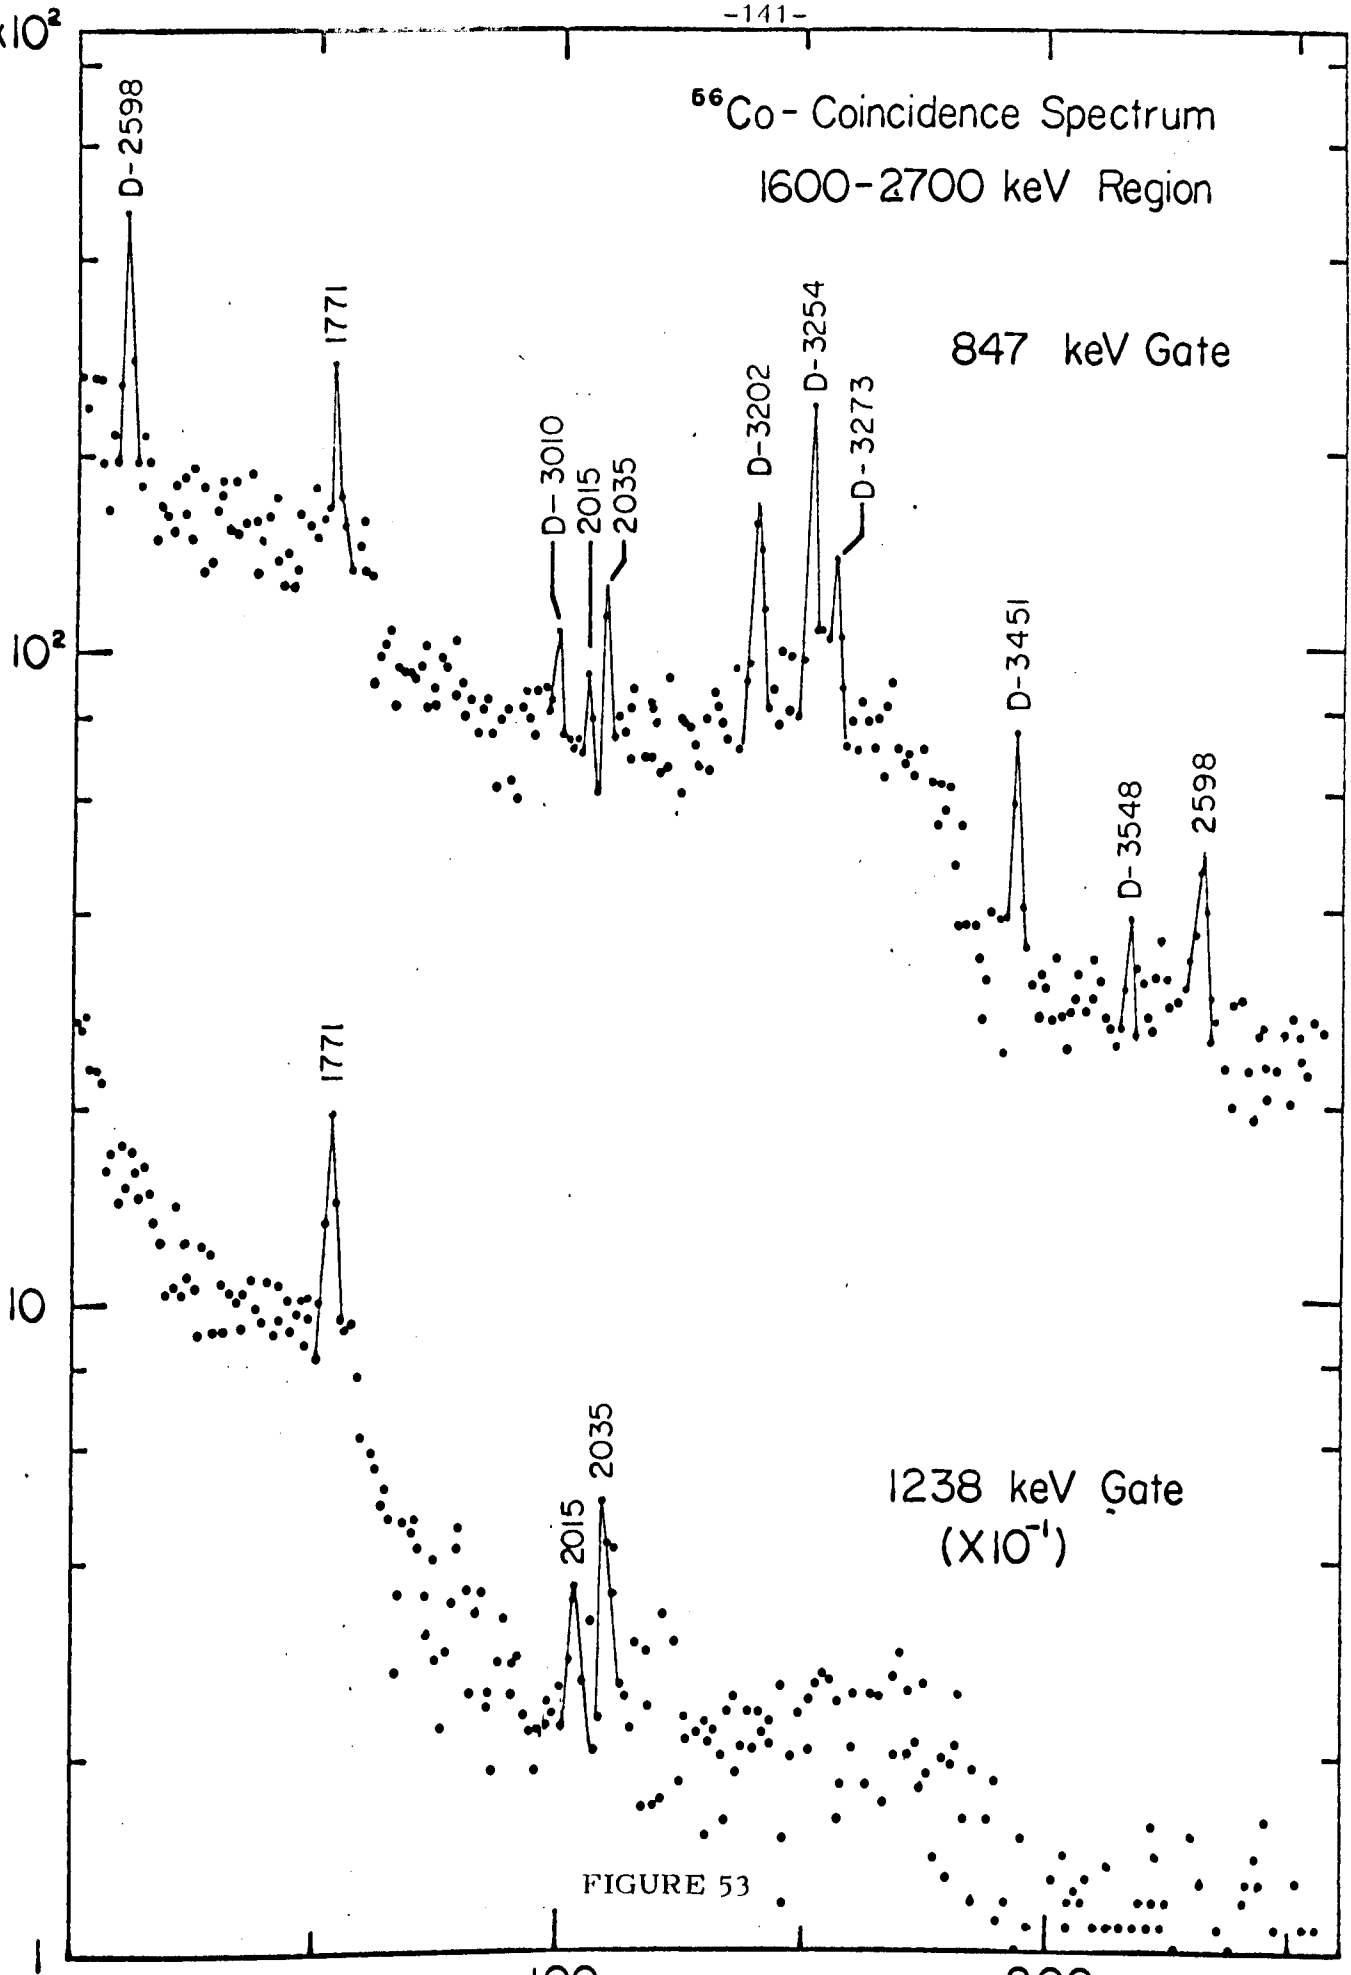 -141-
x10²
⁵⁶Co - Coincidence Spectrum
1600-2700 keV Region
D-2598
1771
847 keV Gate
D-3254
D-3202
D-3273
D-3010
2015
2035
10²
D-3451
D-3548
2598
1771
10
2035
2015
1238 keV Gate
(X10⁻¹)
FIGURE 53
1
100
200